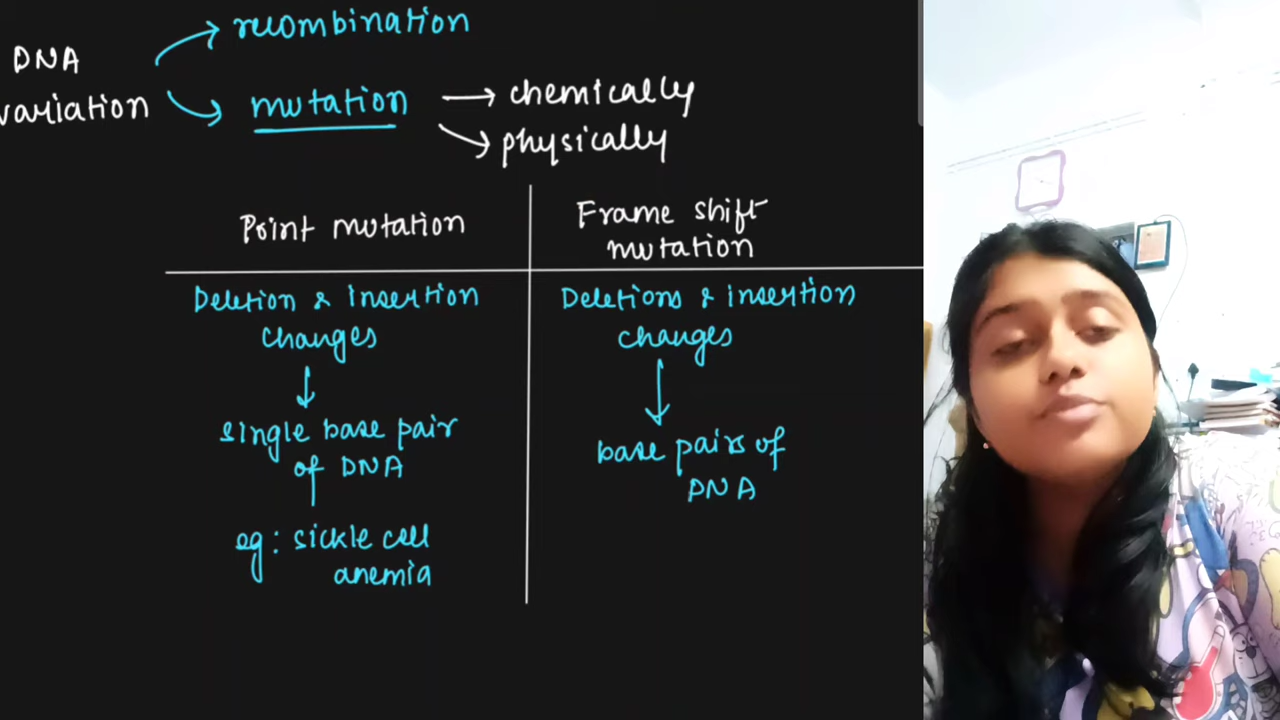 recombination
DNA
variation
mutation
chemically
physically
Point mutation
Frame shift
mutation
Deletion & insertion
changes
single base pair
of DNA
eg: sickle cell
anemia
Deletions & insertion
changes
base pairs of
DNA